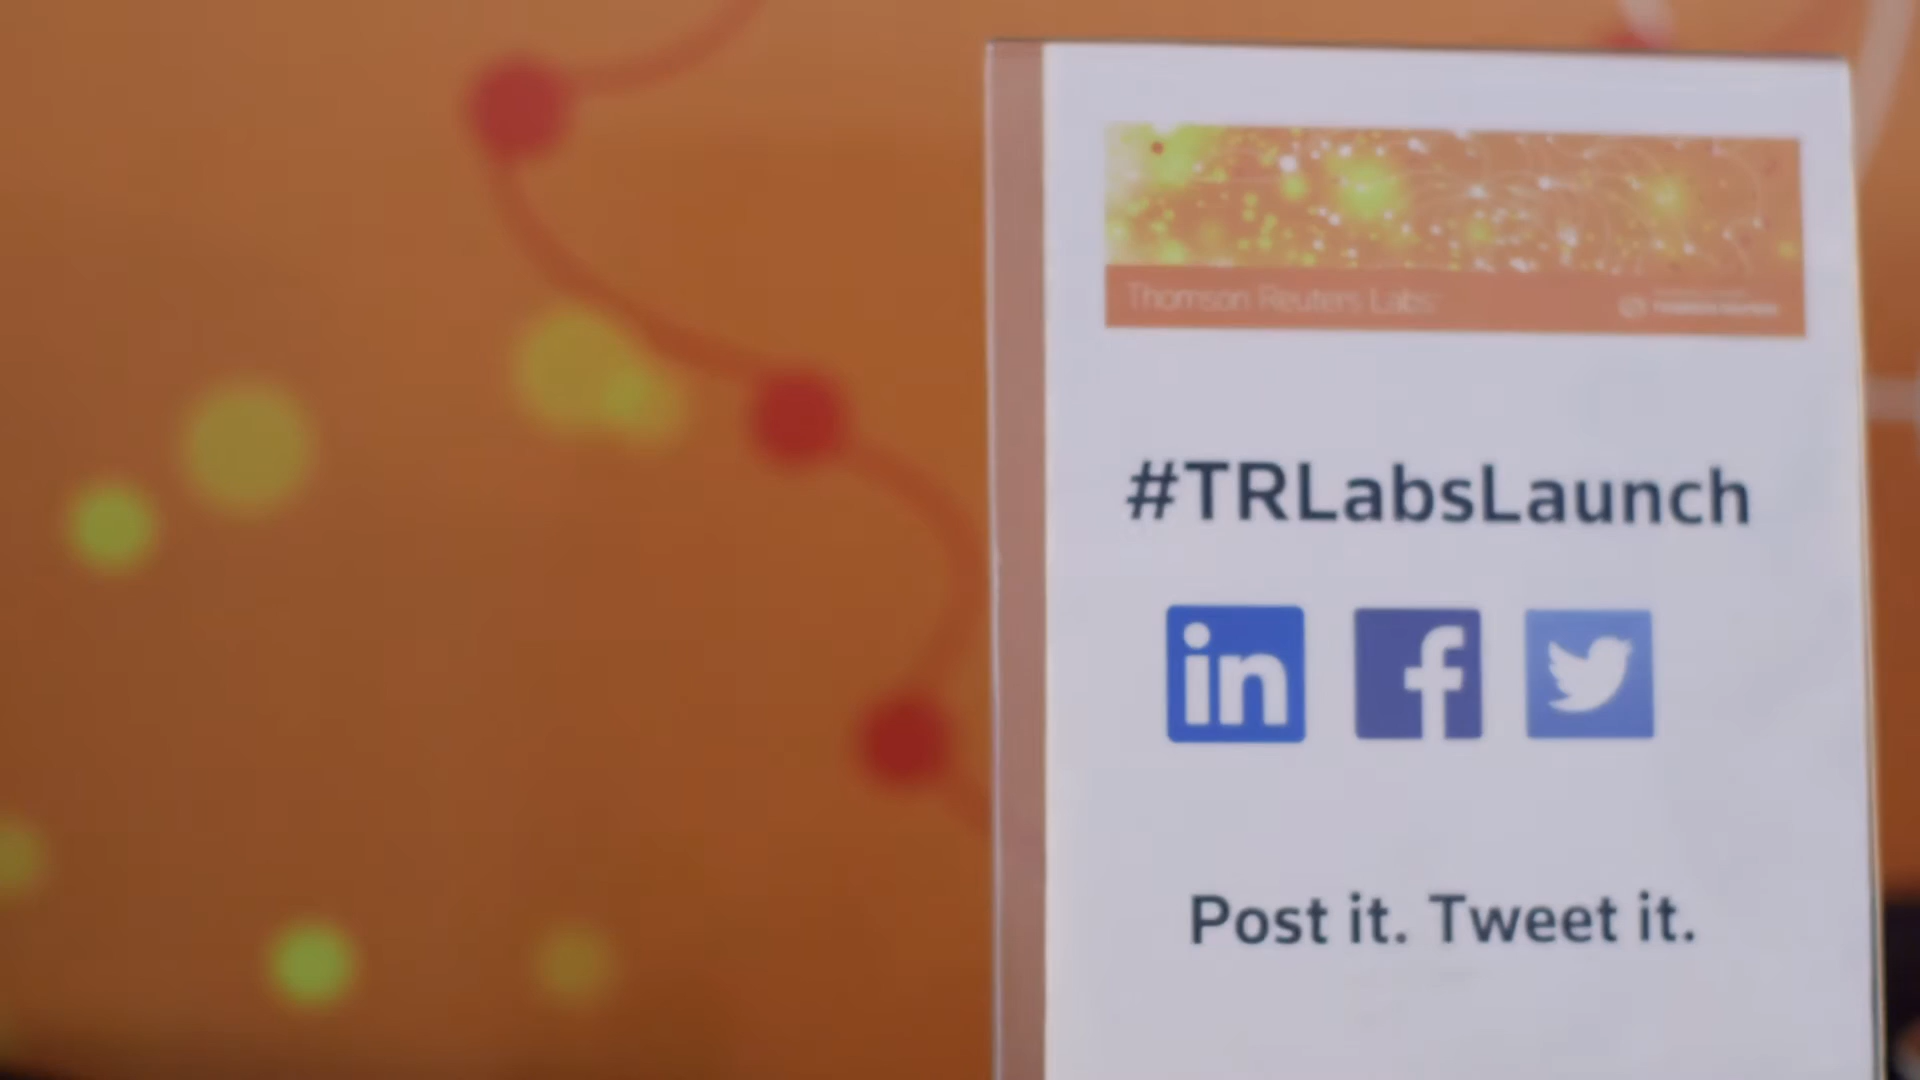 Thomson Reuters Labs
#TRLabsLaunch
in f
Post it. Tweet it.